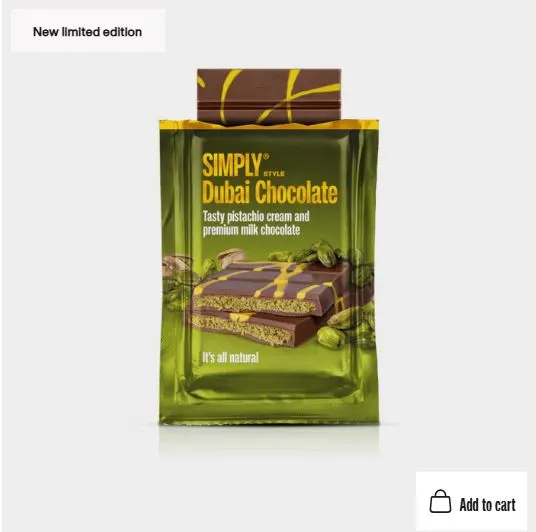 New limited edition
SIMPLY®
STYLE
Dubai Chocolate
Tasty pistachio cream and
premium milk chocolate
It's all natural
Add to cart